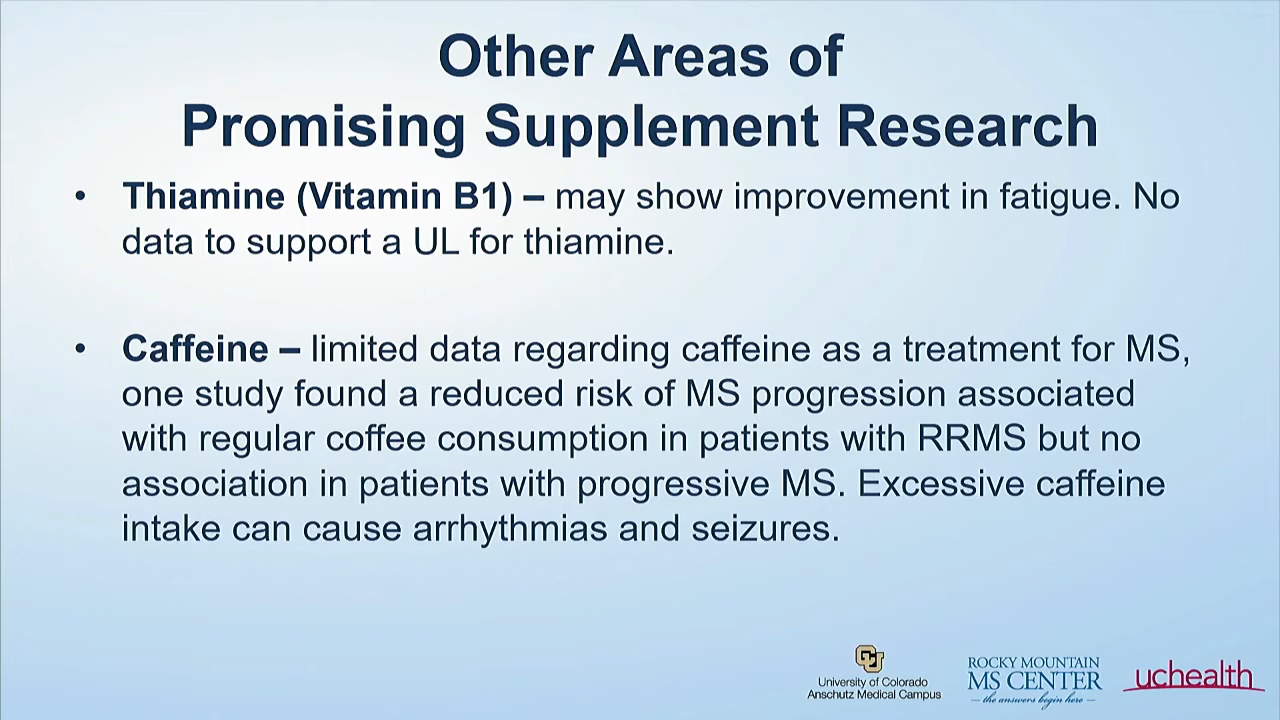 Other Areas of
Promising Supplement Research
• Thiamine (Vitamin B1) – may show improvement in fatigue. No
data to support a UL for thiamine.
• Caffeine – limited data regarding caffeine as a treatment for MS,
one study found a reduced risk of MS progression associated
with regular coffee consumption in patients with RRMS but no
association in patients with progressive MS. Excessive caffeine
intake can cause arrhythmias and seizures.
CU
University of Colorado
Anschutz Medical Campus
ROCKY MOUNTAIN
MS CENTER
— the answers begin here —
uchealth